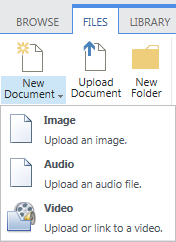 BROWSE FILES LIBRARY
New Document Upload Document New Folder
Image
Upload an image.
Audio
Upload an audio file.
Video
Upload or link to a video.